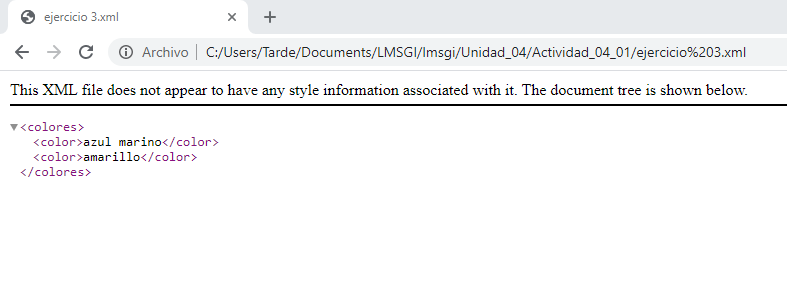 ejercicio 3.xml
Archivo C:/Users/Tarde/Documents/LMSGI/lmsgi/Unidad_04/Actividad_04_01/ejercicio%203.xml
This XML file does not appear to have any style information associated with it. The document tree is shown below.
<colores>
<color>azul marino</color>
<color>amarillo</color>
</colores>